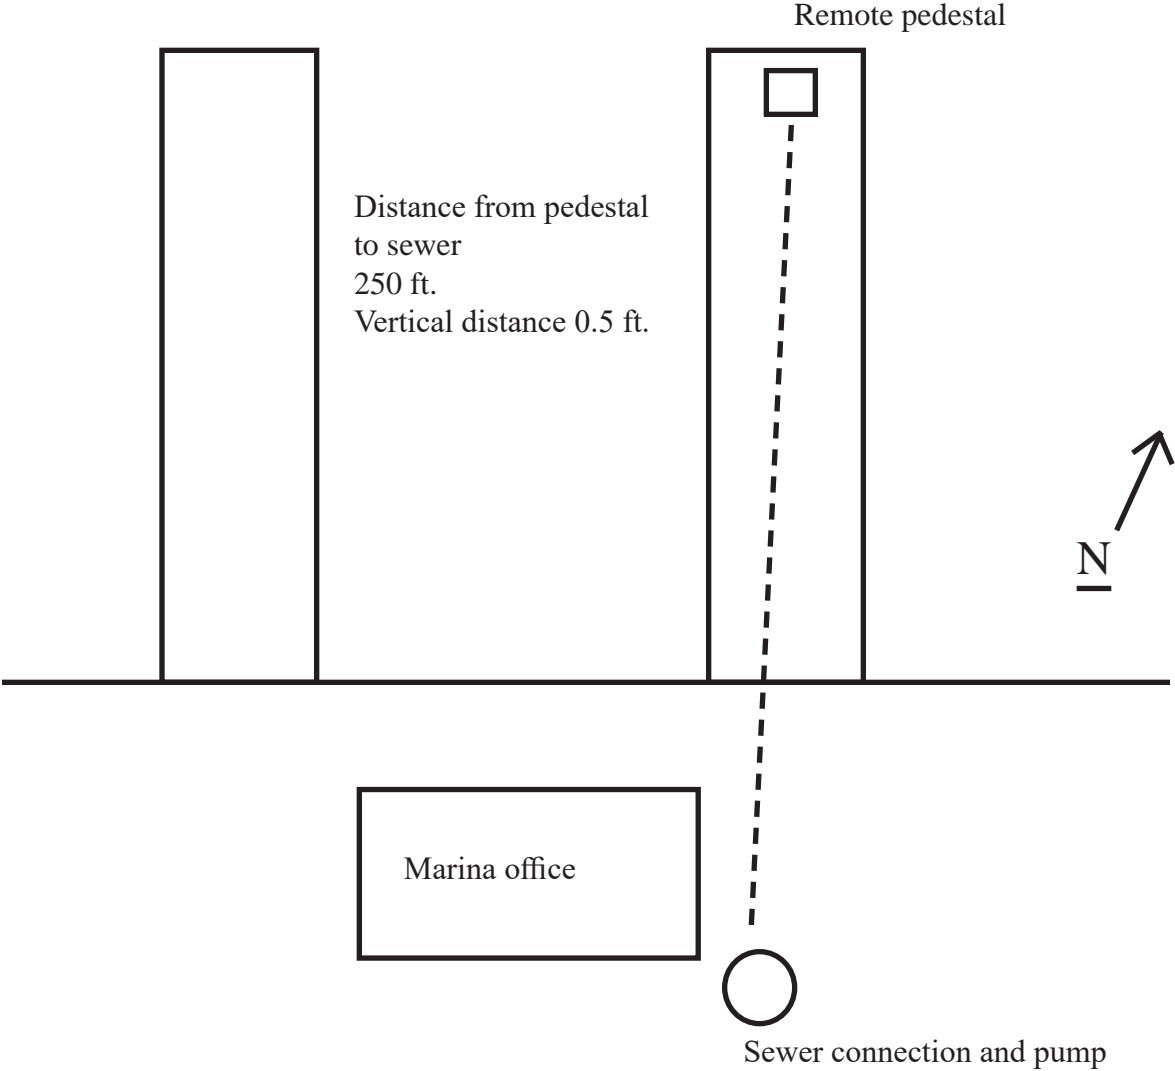 Remote pedestal
Distance from pedestal
to sewer
250 ft.
Vertical distance 0.5 ft.
N
Marina office
Sewer connection and pump